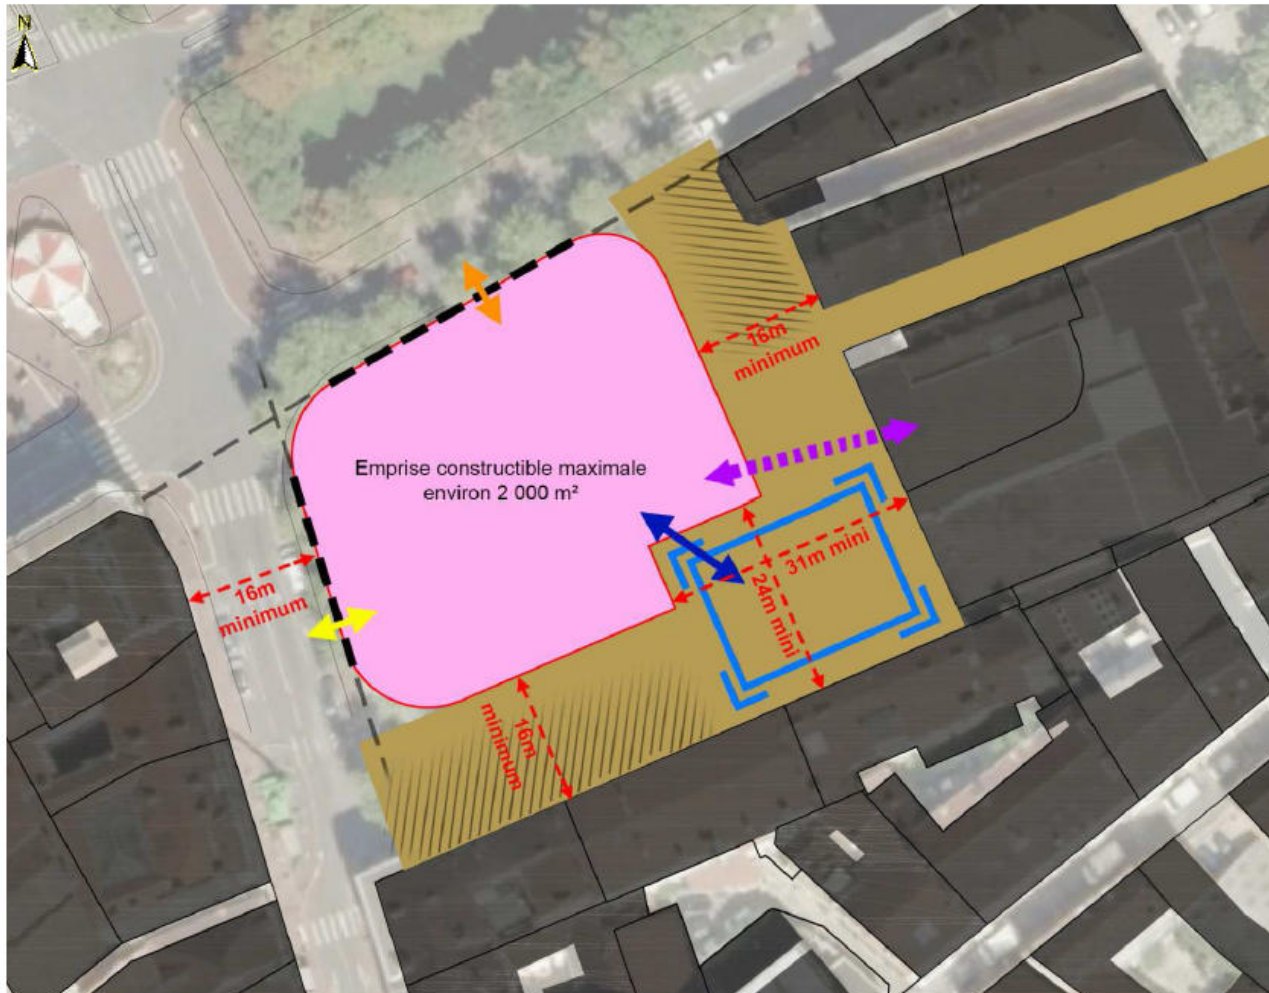 N
16m
minimum
Emprise constructible maximale
environ 2 000 m²
31m mini
24m mini
16m
minimum
16m
minimum